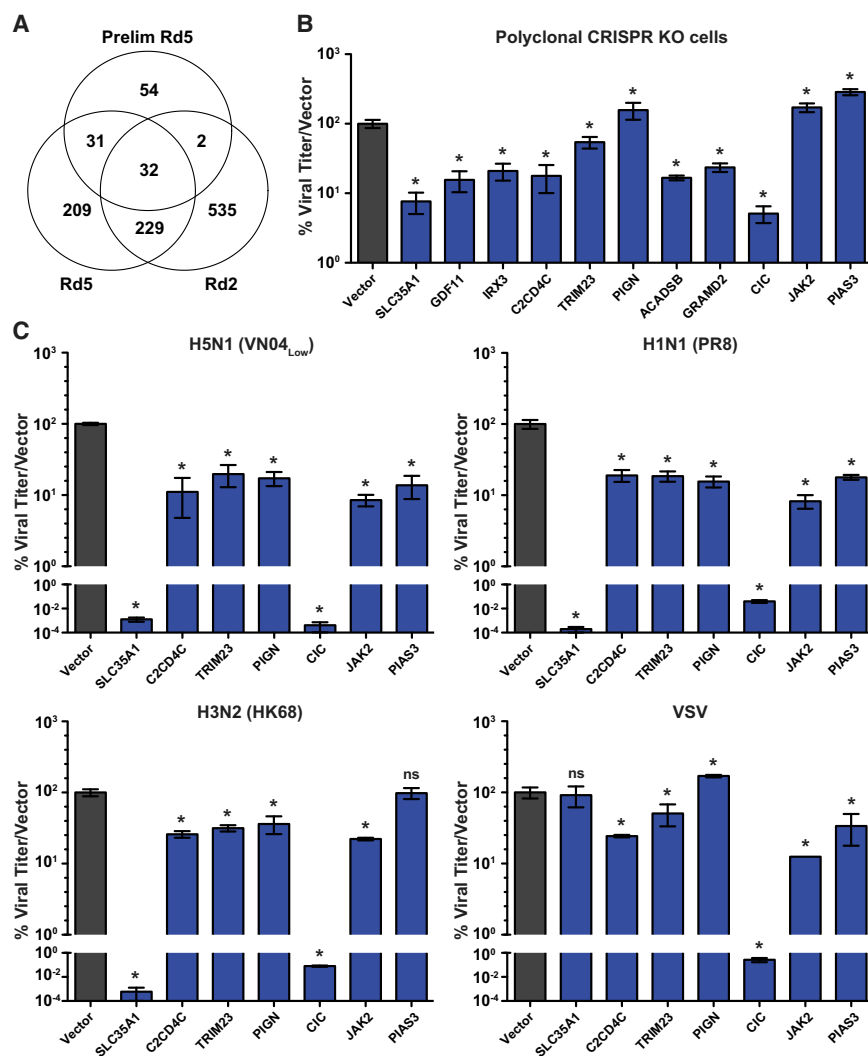 A
Prelim Rd5
54
31
2
32
209
229
535
Rd5
Rd2
B
Polyclonal CRISPR KO cells
% Viral Titer/Vector
10³
10²
10¹
10⁰
* * * * * * * * * * *
Vector SLC35A1 GDF11 IRX3 C2CD4C TRIM23 PIGN ACADSB GRAMD2 CIC JAK2 PIAS3
C
H5N1 (VN04Low)
% Viral Titer/Vector
10³
10²
10¹
10⁰
10⁰
10⁻²
10⁻⁴
* * * * * * *
Vector SLC35A1 C2CD4C TRIM23 PIGN CIC JAK2 PIAS3
H1N1 (PR8)
% Viral Titer/Vector
10³
10²
10¹
10⁰
10⁰
10⁻²
10⁻⁴
* * * * * * *
Vector SLC35A1 C2CD4C TRIM23 PIGN CIC JAK2 PIAS3
H3N2 (HK68)
% Viral Titer/Vector
10³
10²
10¹
10⁰
10⁰
10⁻²
10⁻⁴
* * * * * * ns
Vector SLC35A1 C2CD4C TRIM23 PIGN CIC JAK2 PIAS3
VSV
% Viral Titer/Vector
10³
10²
10¹
10⁰
10⁰
10⁻²
10⁻⁴
ns * * * * * *
Vector SLC35A1 C2CD4C TRIM23 PIGN CIC JAK2 PIAS3